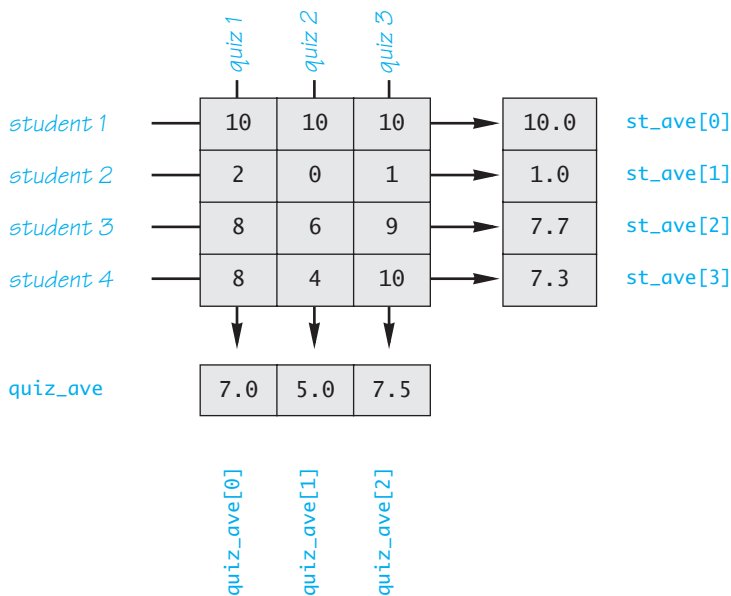 quiz 1 quiz 2 quiz 3
student 1 10 10 10 10.0 st_ave[0]
student 2 2 0 1 1.0 st_ave[1]
student 3 8 6 9 7.7 st_ave[2]
student 4 8 4 10 7.3 st_ave[3]
quiz_ave 7.0 5.0 7.5
quiz_ave[0] quiz_ave[1] quiz_ave[2]